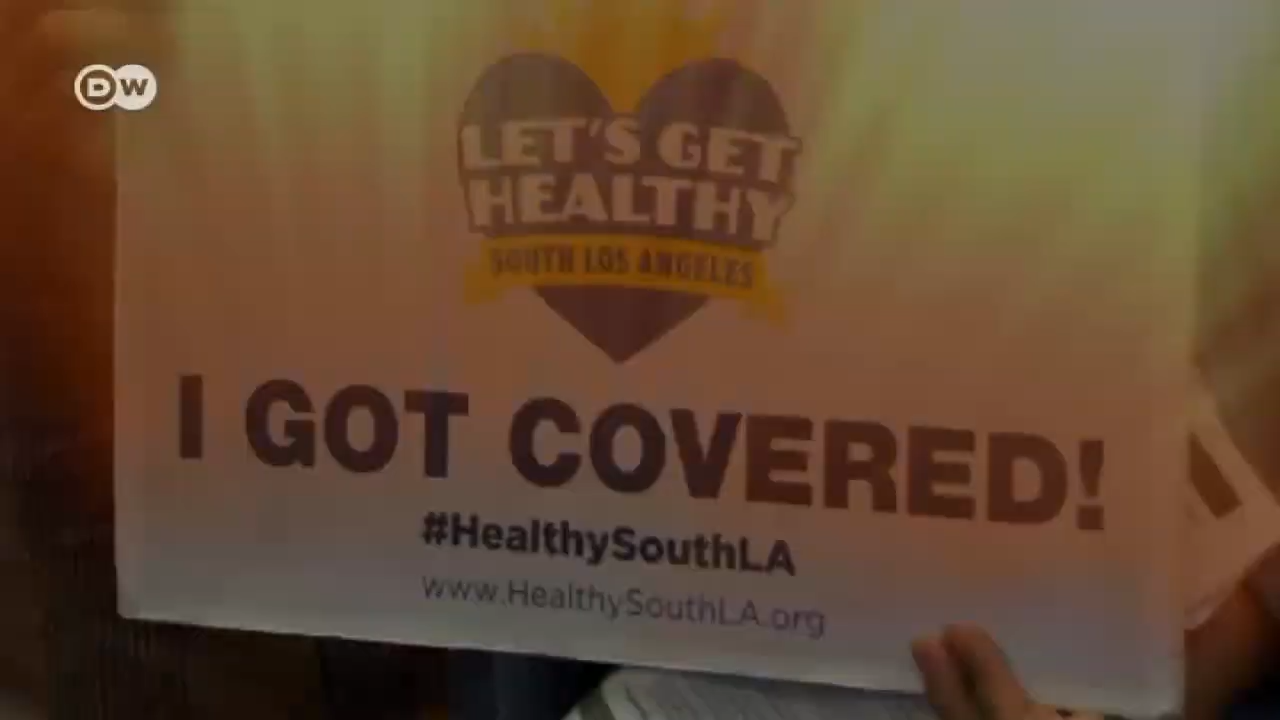 DW
LET'S GET
HEALTHY
SOUTH LOS ANGELES
I GOT COVERED!
#HealthySouthLA
www.HealthySouthLA.org